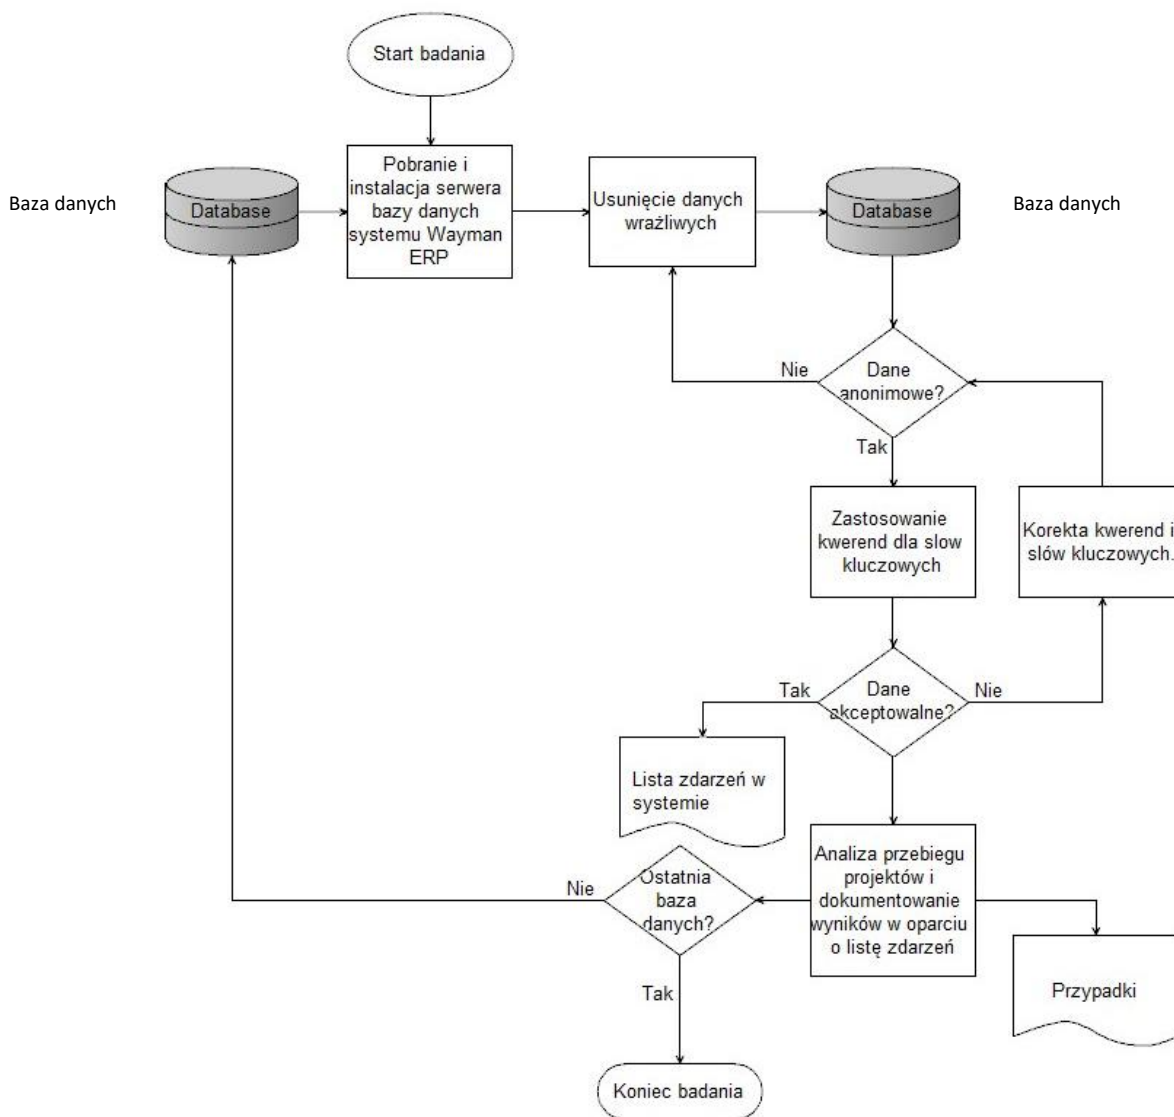 Start badania
Baza danych
Database
Pobranie i
instalacja serwera
bazy danych
systemu Wayman
ERP
Usunięcie danych
wrażliwych
Database
Baza danych
Nie
Dane
anonimowe?
Tak
Zastosowanie
kwerend dla slow
kluczowych
Korekta kwerend i
slów kluczowych.
Tak
Dane
akceptowalne?
Nie
Lista zdarzeń w
systemie
Analiza przebiegu
projektów i
dokumentowanie
wyników w oparciu
o listę zdarzeń
Nie
Ostatnia
baza
danych?
Przypadki
Tak
Koniec badania